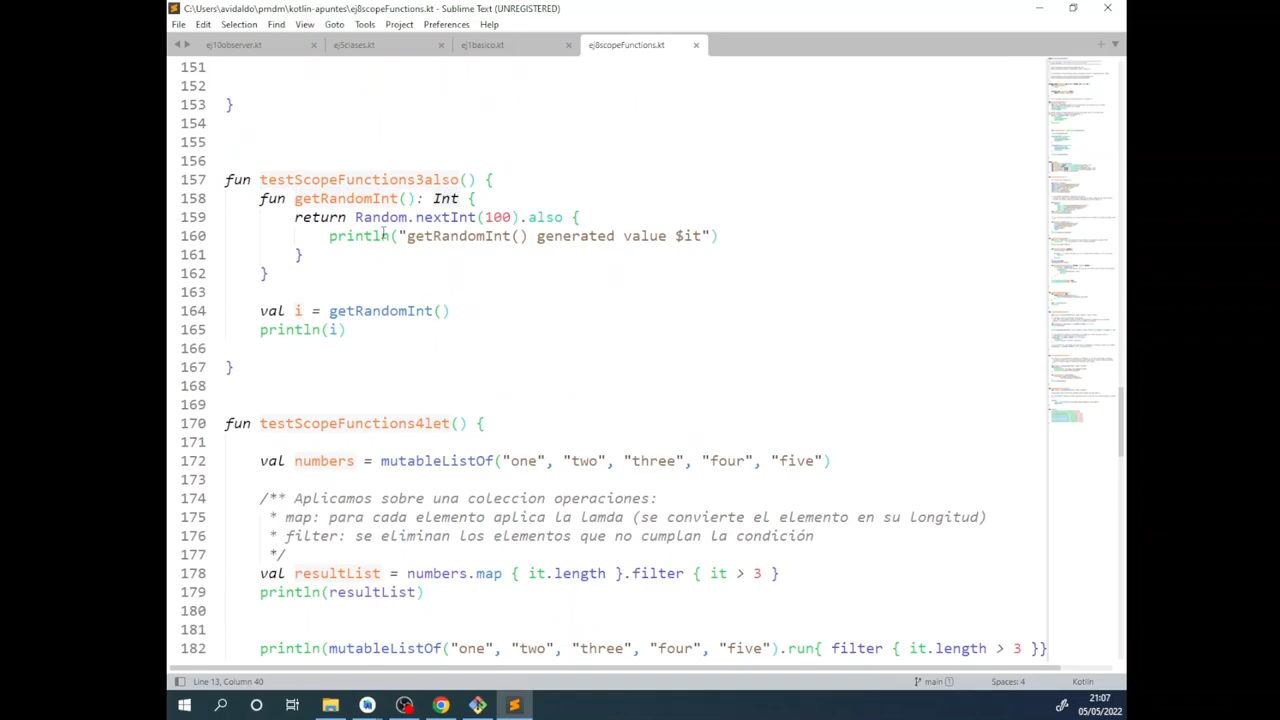 C:\Users\avidaldo\pmdm\kotlin-apuntes\ej8scopeFunctions.kt - Sublime Text (UNREGISTERED)
File Edit Selection Find View Goto Tools Project Preferences Help
ej10observer.kt ej5clases.kt ej1basico.kt ej8scopeFunctions.kt
151
152
153 }
154
155
156
157 fun testScopeFunctions3also() {
158 fun getRandomInt(): Int {
159 return Random.nextInt(100).also {
160 println("getRandomInt() generated value $it")
161 }
162 }
163
164 val i = getRandomInt()
165 println(i)
166
167 }
168
169
170 fun testScopeFunctions4let() {
171
172 val numbers = mutableListOf("one", "two", "three", "four", "five")
173
174 /** Aplicamos sobre una coleccion operaciones:
175 * map: para cada elemento aplica la lamda (se convierte el elemento en su longitud)
176 * filter: se eliminan los elementos que no cumplan la condición
177 */
178 val resultList = numbers.map { it.length }.filter { it > 3 }
179 println(resultList)
180
181
182 println(mutableListOf("one", "two", "three", "four", "five").run{ filter { it.length > 3 }}
Line 13, Column 40 main 1 Spaces: 4 Kotlin
21:07
05/05/2022